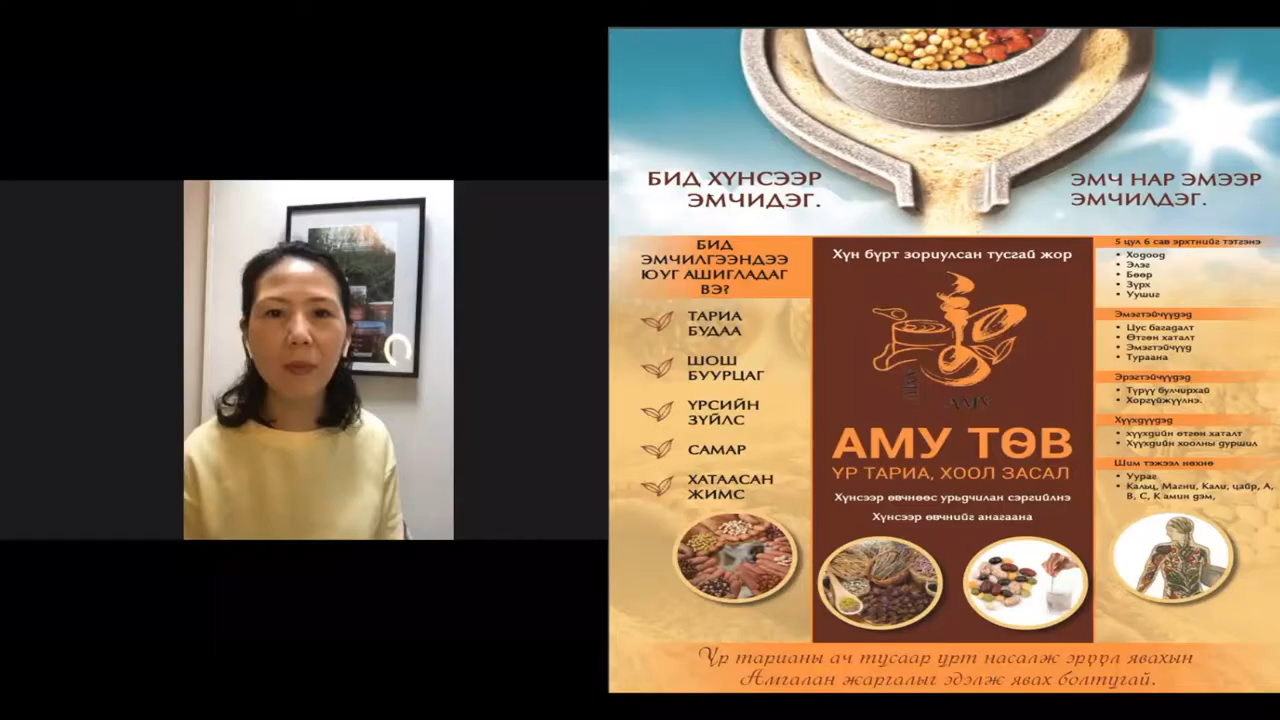 БИД ХҮНСЭЭР
ЭМЧИДЭГ.
ЭМЧ НАР ЭМЭЭР
ЭМЧИЛДЭГ.
БИД
ЭМЧИЛГЭЭНДЭЭ
ЮУГ АШИГЛАДАГ
ВЭ?
ТАРИА
БУДАА
ШОШ
БУУРЦАГ
ҮРСИЙН
ЗҮЙЛС
САМАР
ХАТААСАН
ЖИМС
Хүн бүрт зориулсан тусгай жор
АМУ
АМУ ТӨВ
ҮР ТАРИА, ХООЛ ЗАСАЛ
Хүнсээр өвчнөөс урьдчилан сэргийлнэ
Хүнсээр өвчнийг анагаана
5 цул 6 сав эрхтнийг тэтгэнэ
• Ходоод
• Элэг
• Бөөр
• Зүрх
• Уушиг
Эмэгтэйчүүдэд
• Цус багадалт
• Өтгөн хаталт
• Эмэгтэйчүүд
• Тураана
Эрэгтэйчүүдэд
• Түрүү булчирхай
• Хоргүйжүүлнэ.
Хүүхдүүдэд
• хүүхдийн өтгөн хаталт
• Хүүхдийн хоолны дуршил
Шим тэжээл нөхнө
• Уураг
• Кальц, Магни, Кали, цайр, А,
В, С, К амин дэм,
Үр тарианы ач тусаар урт насалж эрүүл явахын
Амгалан жаргалыг эдэлж явах болтугай.